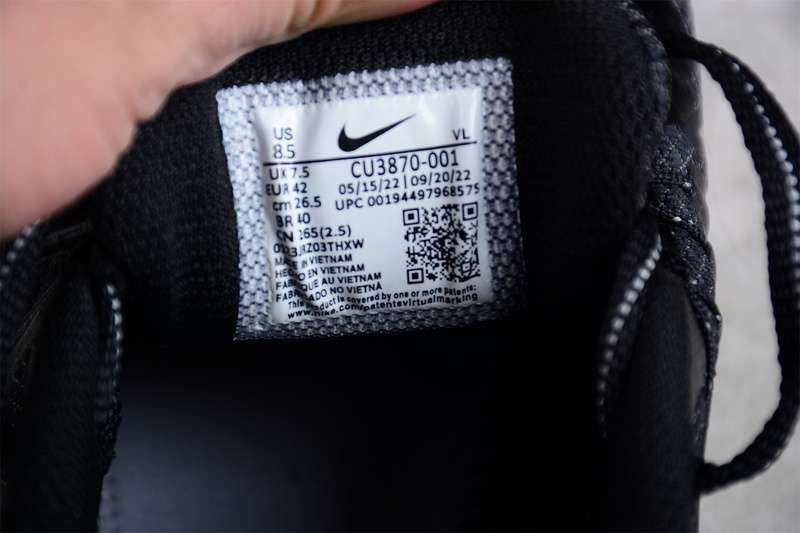 US
8.5
VL
CU3870-001
UK 7.5
EUR 42
cm 26.5
BR 40
CN 265(2.5)
05/15/22 | 09/20/22
UPC 00194497968575
MADE IN VIETNAM
HECHO EN VIETNAM
FABRIQUÉ AU VIETNAM
FABRICADO NO VIETNA
This product is covered by one or more patents:
www.nike.com/patentsvirtualmarking